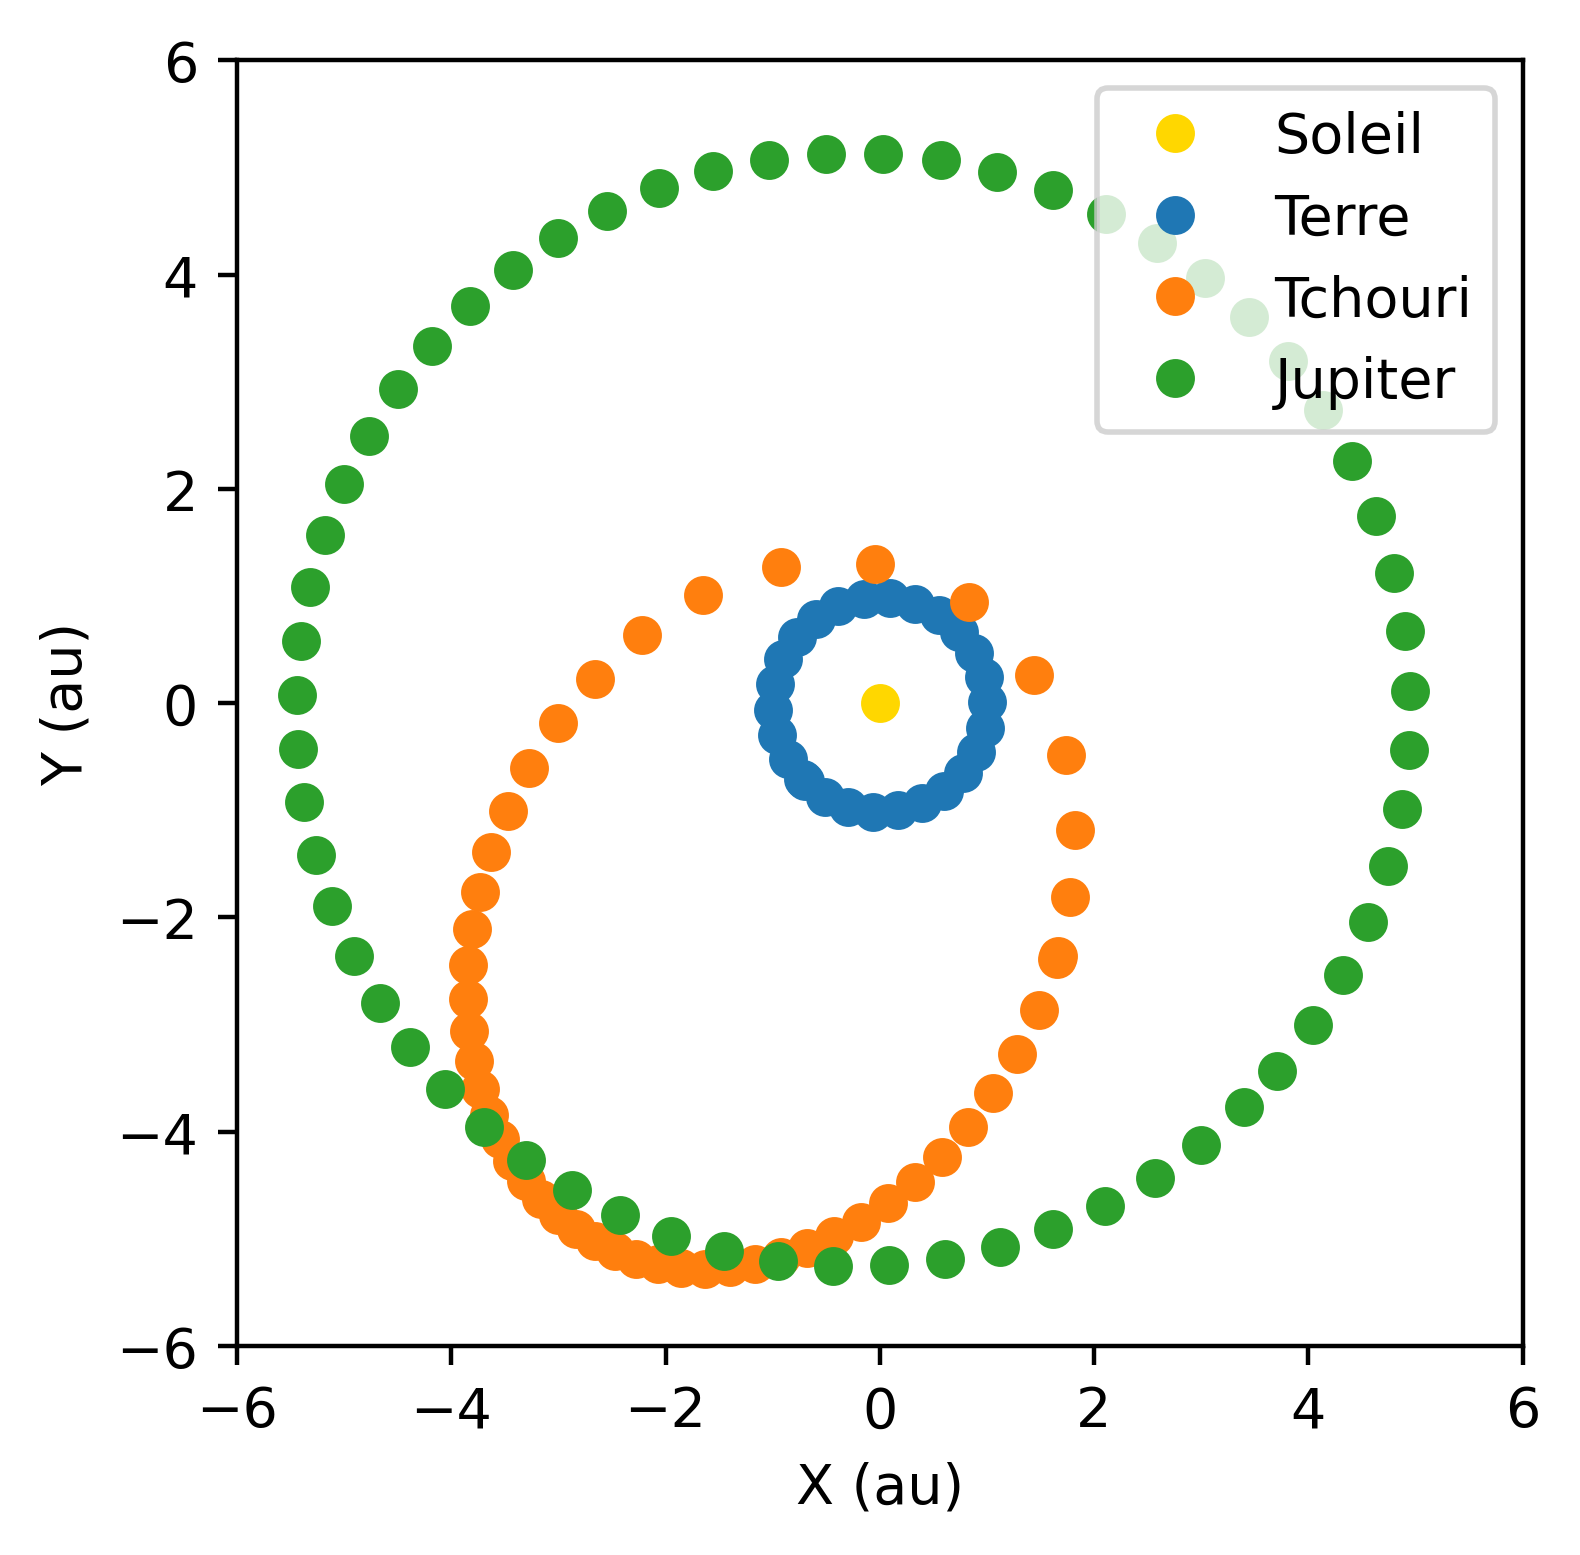 6
4
2
0
−2
−4
−6
Y (au)
Soleil
Terre
Tchouri
Jupiter
−6 −4 −2 0 2 4 6
X (au)